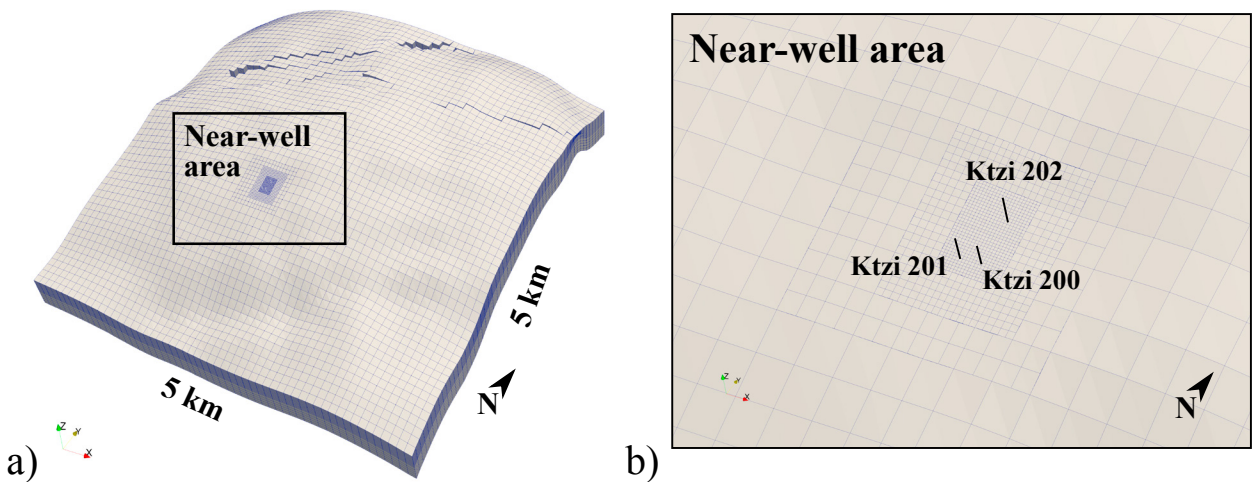 Near-well
area
5 km
5 km
N
Z
Y
X
a)
Near-well area
Ktzi 202
Ktzi 201
Ktzi 200
Z
Y
X
N
b)